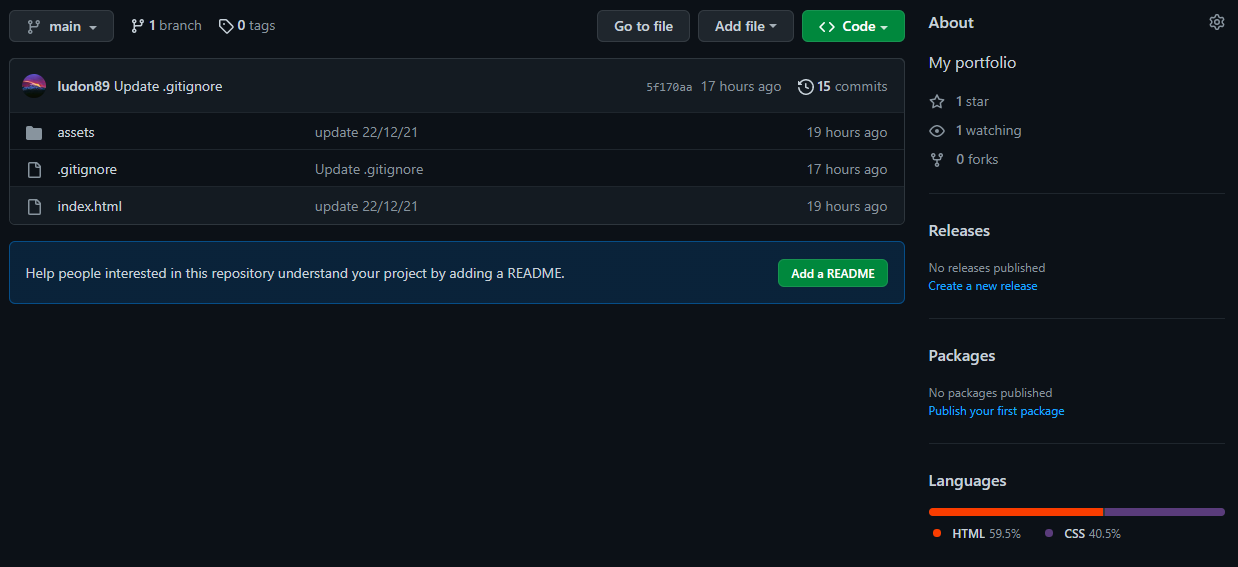 main 1 branch 0 tags Go to file Add file Code
ludon89 Update .gitignore 5f170aa 17 hours ago 15 commits
assets update 22/12/21 19 hours ago
.gitignore Update .gitignore 17 hours ago
index.html update 22/12/21 19 hours ago
Help people interested in this repository understand your project by adding a README. Add a README
About
My portfolio
1 star
1 watching
0 forks
Releases
No releases published
Create a new release
Packages
No packages published
Publish your first package
Languages
HTML 59.5% CSS 40.5%